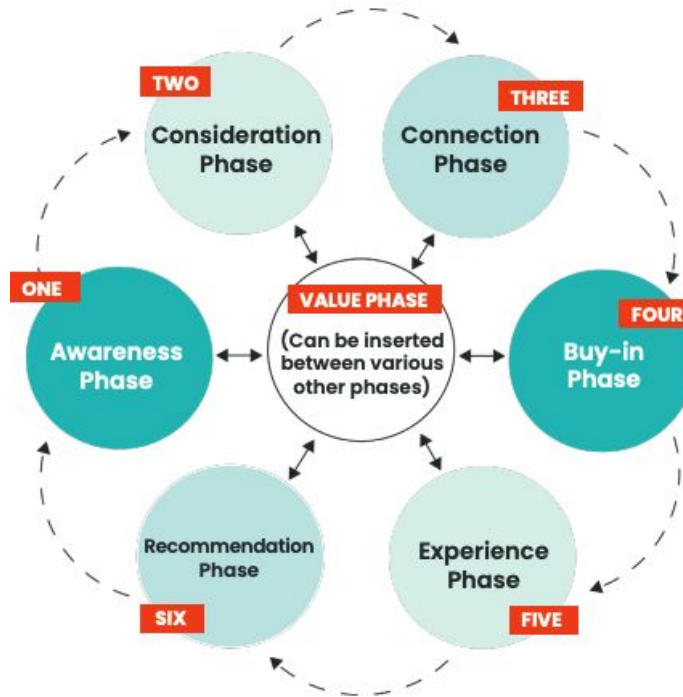 TWO
Consideration
Phase
THREE
Connection
Phase
ONE
Awareness
Phase
VALUE PHASE
(Can be inserted
between various
other phases)
FOUR
Buy-in
Phase
Recommendation
Phase
SIX
Experience
Phase
FIVE